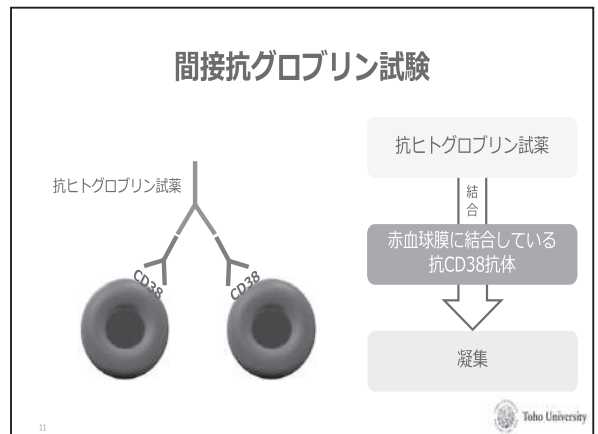 間接抗グロブリン試験
抗ヒトグロブリン試薬
CD38
CD38
抗ヒトグロブリン試薬
結
合
赤血球膜に結合している
抗CD38抗体
凝集
11
Toho University